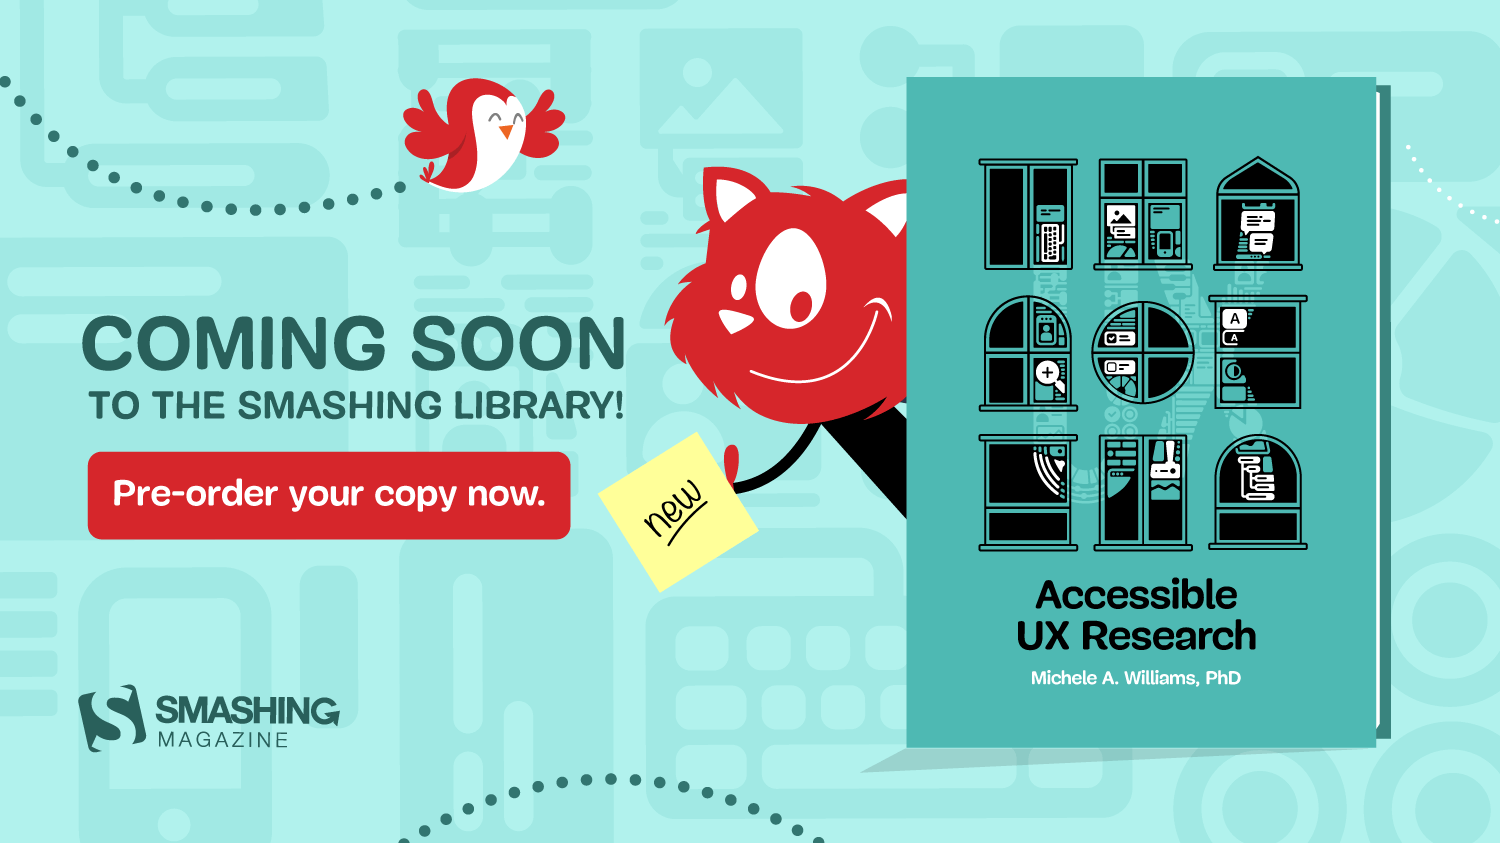 COMING SOON
TO THE SMASHING LIBRARY!
Pre-order your copy now.
new
SMASHING
MAGAZINE
A
A
Accessible
UX Research
Michele A. Williams, PhD